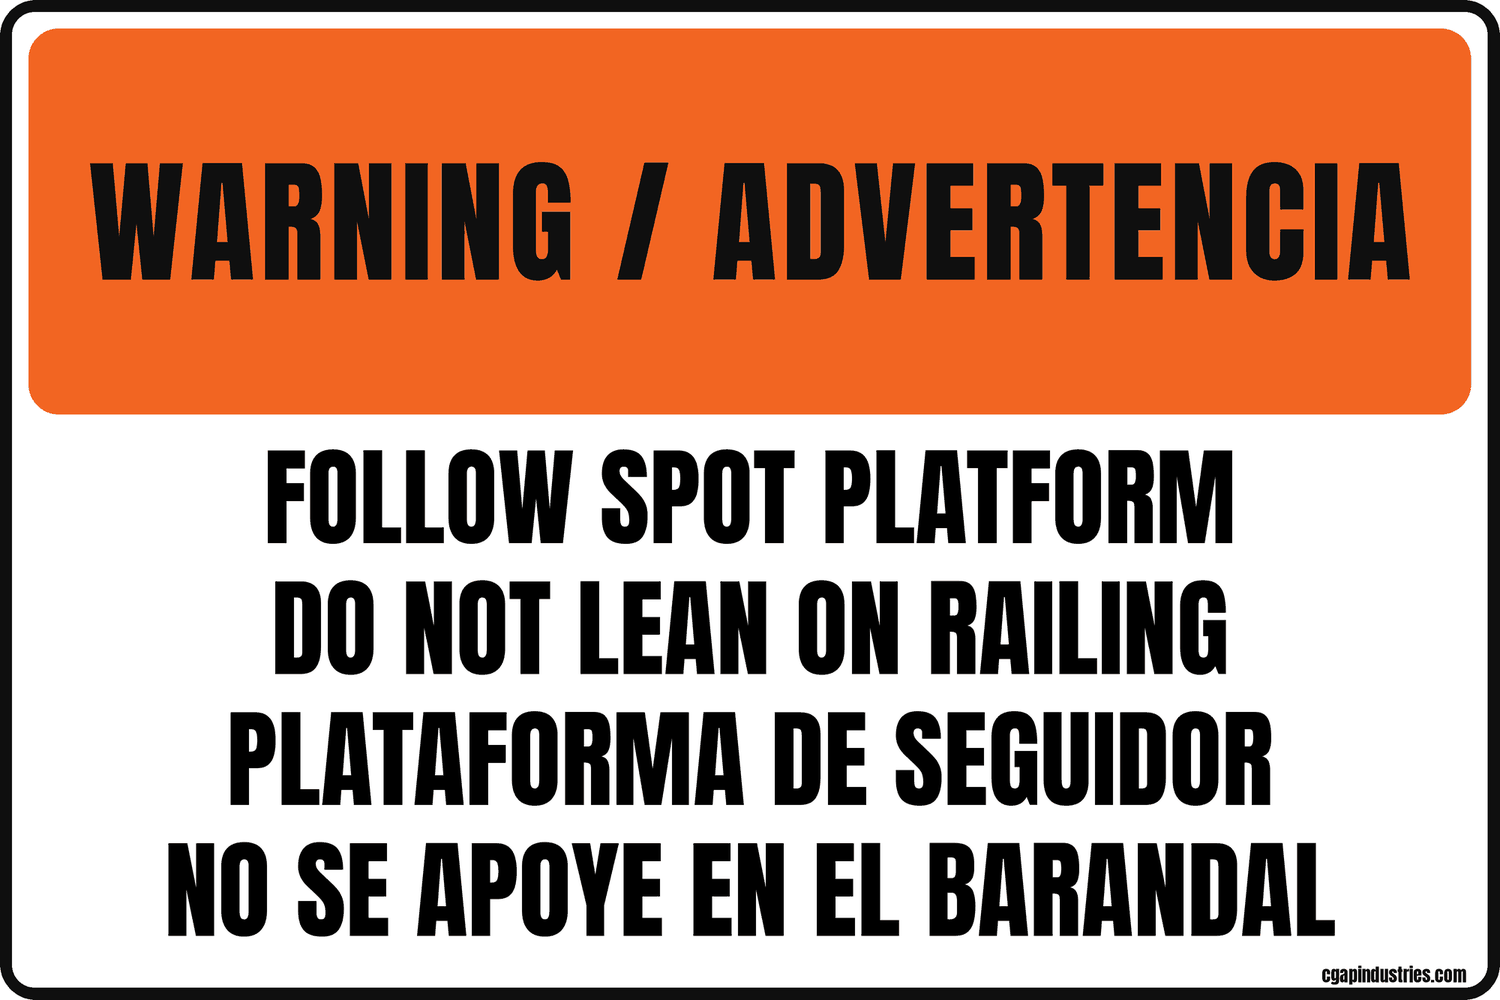 WARNING / ADVERTENCIA
FOLLOW SPOT PLATFORM
DO NOT LEAN ON RAILING
PLATAFORMA DE SEGUIDOR
NO SE APOYE EN EL BARANDAL
cgapindustries.com